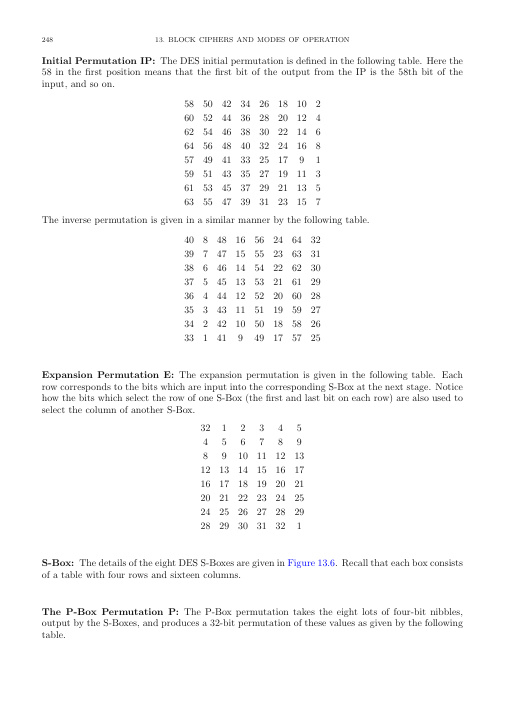 248 13. BLOCK CIPHERS AND MODES OF OPERATION
Initial Permutation IP: The DES initial permutation is defined in the following table. Here the
58 in the first position means that the first bit of the output from the IP is the 58th bit of the
input, and so on.
58 50 42 34 26 18 10 2
60 52 44 36 28 20 12 4
62 54 46 38 30 22 14 6
64 56 48 40 32 24 16 8
57 49 41 33 25 17 9 1
59 51 43 35 27 19 11 3
61 53 45 37 29 21 13 5
63 55 47 39 31 23 15 7
The inverse permutation is given in a similar manner by the following table.
40 8 48 16 56 24 64 32
39 7 47 15 55 23 63 31
38 6 46 14 54 22 62 30
37 5 45 13 53 21 61 29
36 4 44 12 52 20 60 28
35 3 43 11 51 19 59 27
34 2 42 10 50 18 58 26
33 1 41 9 49 17 57 25
Expansion Permutation E: The expansion permutation is given in the following table. Each
row corresponds to the bits which are input into the corresponding S-Box at the next stage. Notice
how the bits which select the row of one S-Box (the first and last bit on each row) are also used to
select the column of another S-Box.
32 1 2 3 4 5
4 5 6 7 8 9
8 9 10 11 12 13
12 13 14 15 16 17
16 17 18 19 20 21
20 21 22 23 24 25
24 25 26 27 28 29
28 29 30 31 32 1
S-Box: The details of the eight DES S-Boxes are given in Figure 13.6. Recall that each box consists
of a table with four rows and sixteen columns.
The P-Box Permutation P: The P-Box permutation takes the eight lots of four-bit nibbles,
output by the S-Boxes, and produces a 32-bit permutation of these values as given by the following
table.